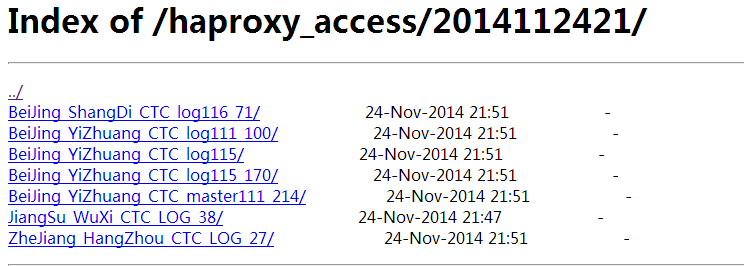 Index of /haproxy_access/2014112421/
../
BeiJing_ShangDi_CTC_log116_71/ 24-Nov-2014 21:51 -
BeiJing_YiZhuang_CTC_log111_100/ 24-Nov-2014 21:51 -
BeiJing_YiZhuang_CTC_log115/ 24-Nov-2014 21:51 -
BeiJing_YiZhuang_CTC_log115_170/ 24-Nov-2014 21:51 -
BeiJing_YiZhuang_CTC_master111_214/ 24-Nov-2014 21:51 -
JiangSu_WuXi_CTC_LOG_38/ 24-Nov-2014 21:47 -
ZheJiang_HangZhou_CTC_LOG_27/ 24-Nov-2014 21:51 -